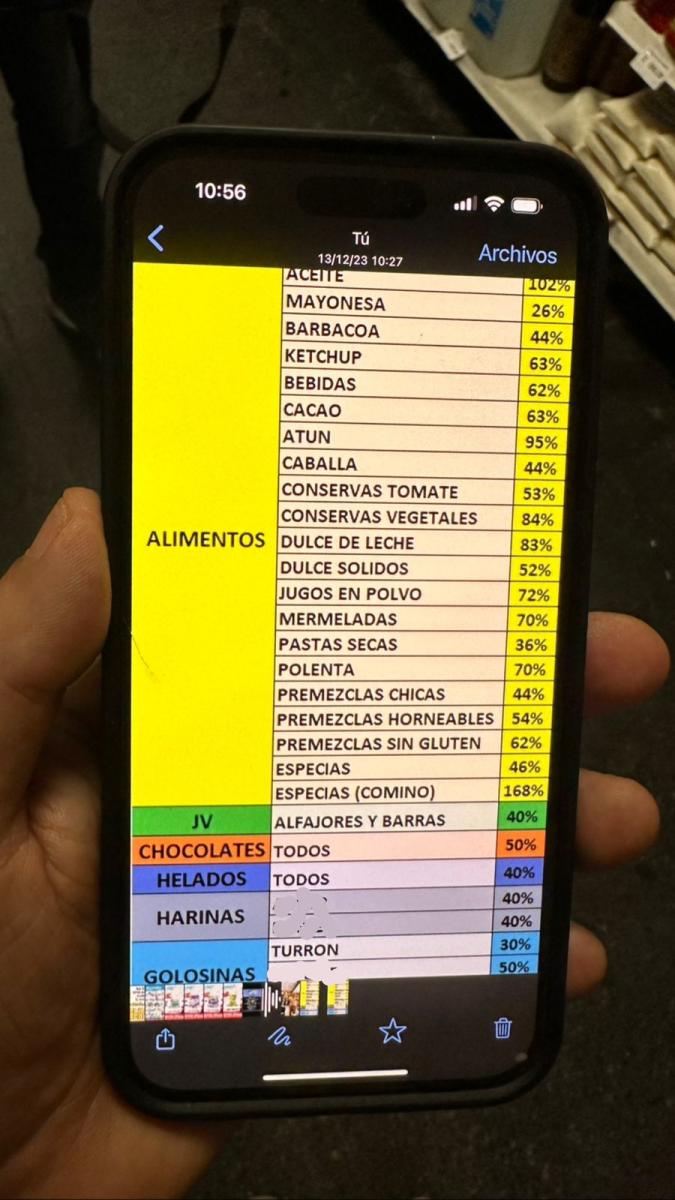 10:56
Tú
13/12/23 10:27
Archivos
ALIMENTOS
ACEITE 102%
MAYONESA 26%
BARBACOA 44%
KETCHUP 63%
BEBIDAS 62%
CACAO 63%
ATUN 95%
CABALLA 44%
CONSERVAS TOMATE 53%
CONSERVAS VEGETALES 84%
DULCE DE LECHE 83%
DULCE SOLIDOS 52%
JUGOS EN POLVO 72%
MERMELADAS 70%
PASTAS SECAS 36%
POLENTA 70%
PREMEZCLAS CHICAS 44%
PREMEZCLAS HORNEABLES 54%
PREMEZCLAS SIN GLUTEN 62%
ESPECIAS 46%
ESPECIAS (COMINO) 168%
JV ALFAJORES Y BARRAS 40%
CHOCOLATES TODOS 50%
HELADOS TODOS 40%
HARINAS 40%
40%
GOLOSINAS TURRON 30%
50%